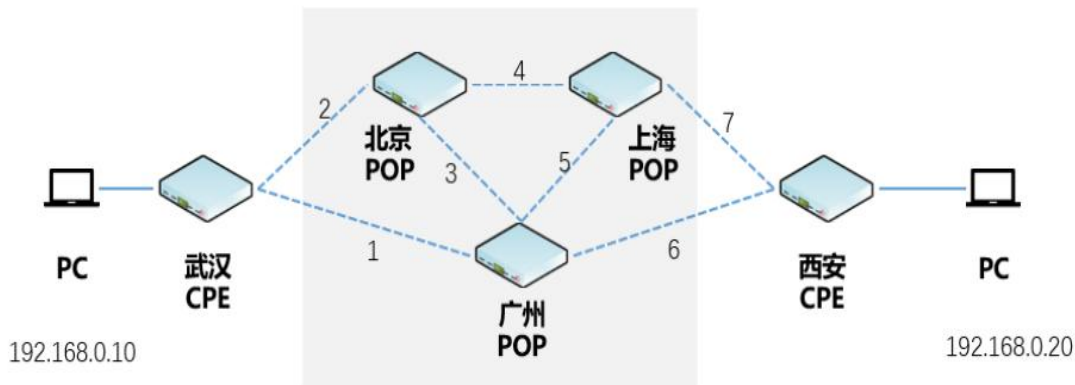 4
2
7
北京
POP
上海
POP
3
5
1
6
PC
武汉
CPE
西安
CPE
PC
广州
POP
192.168.0.10
192.168.0.20